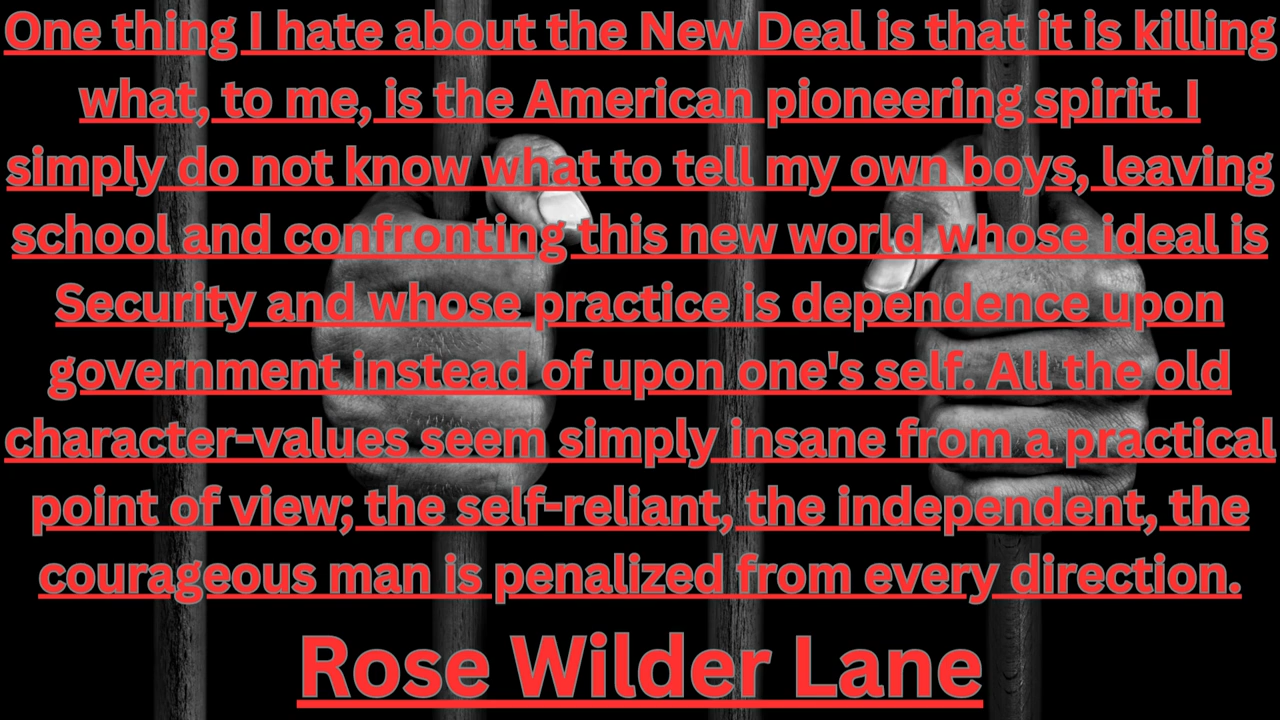 One thing I hate about the New Deal is that it is killing
what, to me, is the American pioneering spirit. I
simply do not know what to tell my own boys, leaving
school and confronting this new world whose ideal is
Security and whose practice is dependence upon
government instead of upon one's self. All the old
character-values seem simply insane from a practical
point of view; the self-reliant, the independent, the
courageous man is penalized from every direction.
Rose Wilder Lane